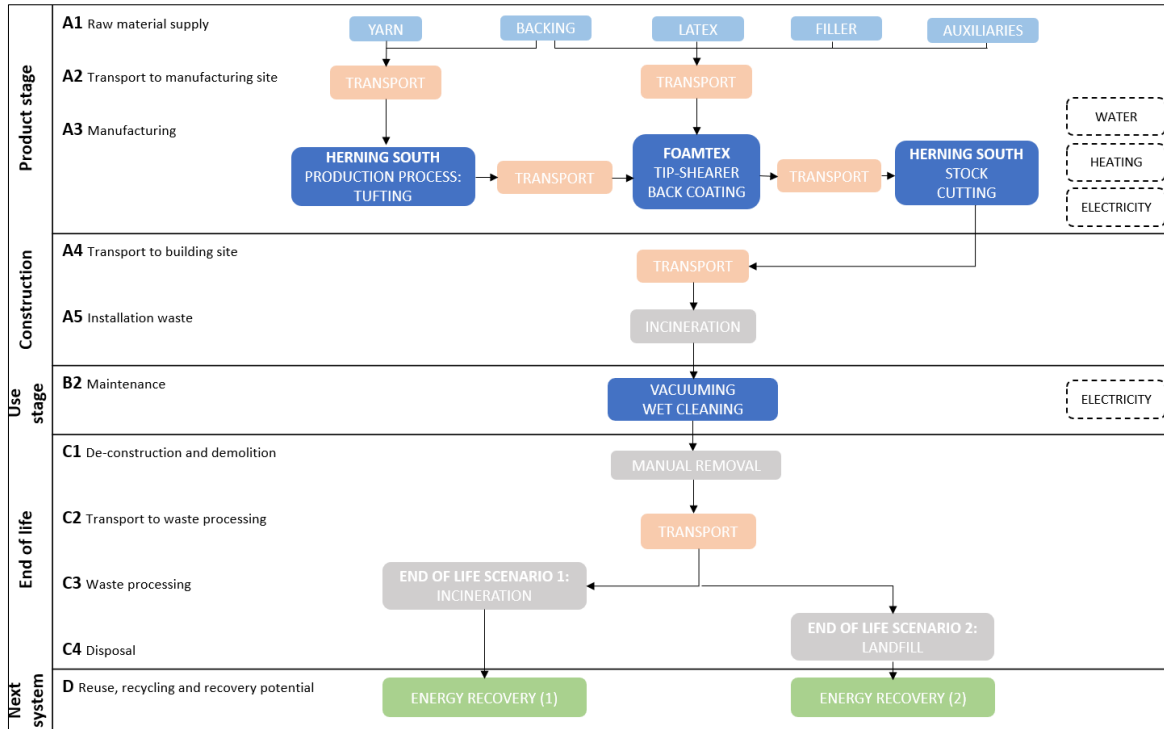 Product stage
A1 Raw material supply
YARN
BACKING
LATEX
FILLER
AUXILIARIES
A2 Transport to manufacturing site
TRANSPORT
TRANSPORT
A3 Manufacturing
HERNING SOUTH
PRODUCTION PROCESS:
TUFTING
TRANSPORT
FOAMTEX
TIP-SHEARER
BACK COATING
TRANSPORT
HERNING SOUTH
STOCK
CUTTING
WATER
HEATING
ELECTRICITY
Construction
A4 Transport to building site
TRANSPORT
A5 Installation waste
INCINERATION
Use
stage
B2 Maintenance
VACUUMING
WET CLEANING
ELECTRICITY
End of life
C1 De-construction and demolition
MANUAL REMOVAL
C2 Transport to waste processing
TRANSPORT
C3 Waste processing
END OF LIFE SCENARIO 1:
INCINERATION
C4 Disposal
END OF LIFE SCENARIO 2:
LANDFILL
Next
system
D Reuse, recycling and recovery potential
ENERGY RECOVERY (1)
ENERGY RECOVERY (2)